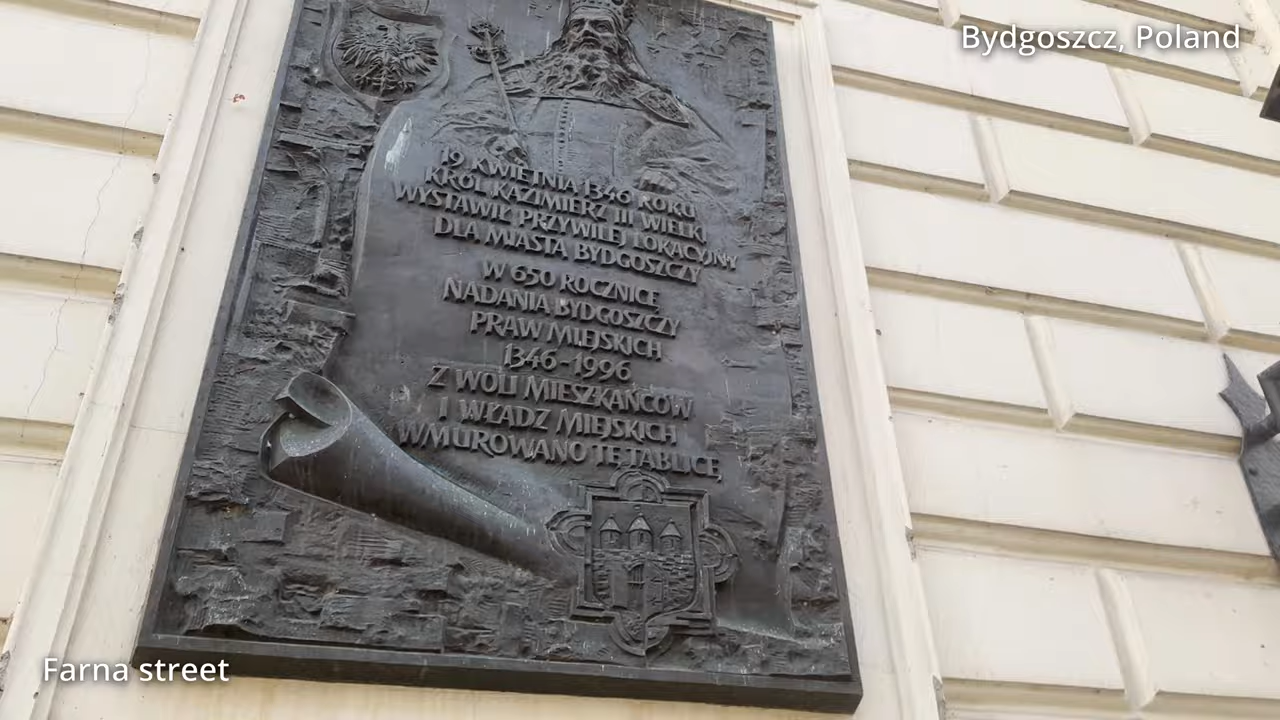 Bydgoszcz, Poland
19 KWIETNIA 1346 ROKU
KRÓL KAZIMIERZ III WIELKI
WYSTAWIŁ PRZYWILEJ LOKACYJNY
DLA MIASTA BYDGOSZCZY
W 650 ROCZNICĘ
NADANIA BYDGOSZCZY
PRAW MIEJSKICH
1346-1996
Z WOLI MIESZKAŃCÓW
I WŁADZ MIEJSKICH
WMUROWANO TĘ TABLICĘ
Farna street